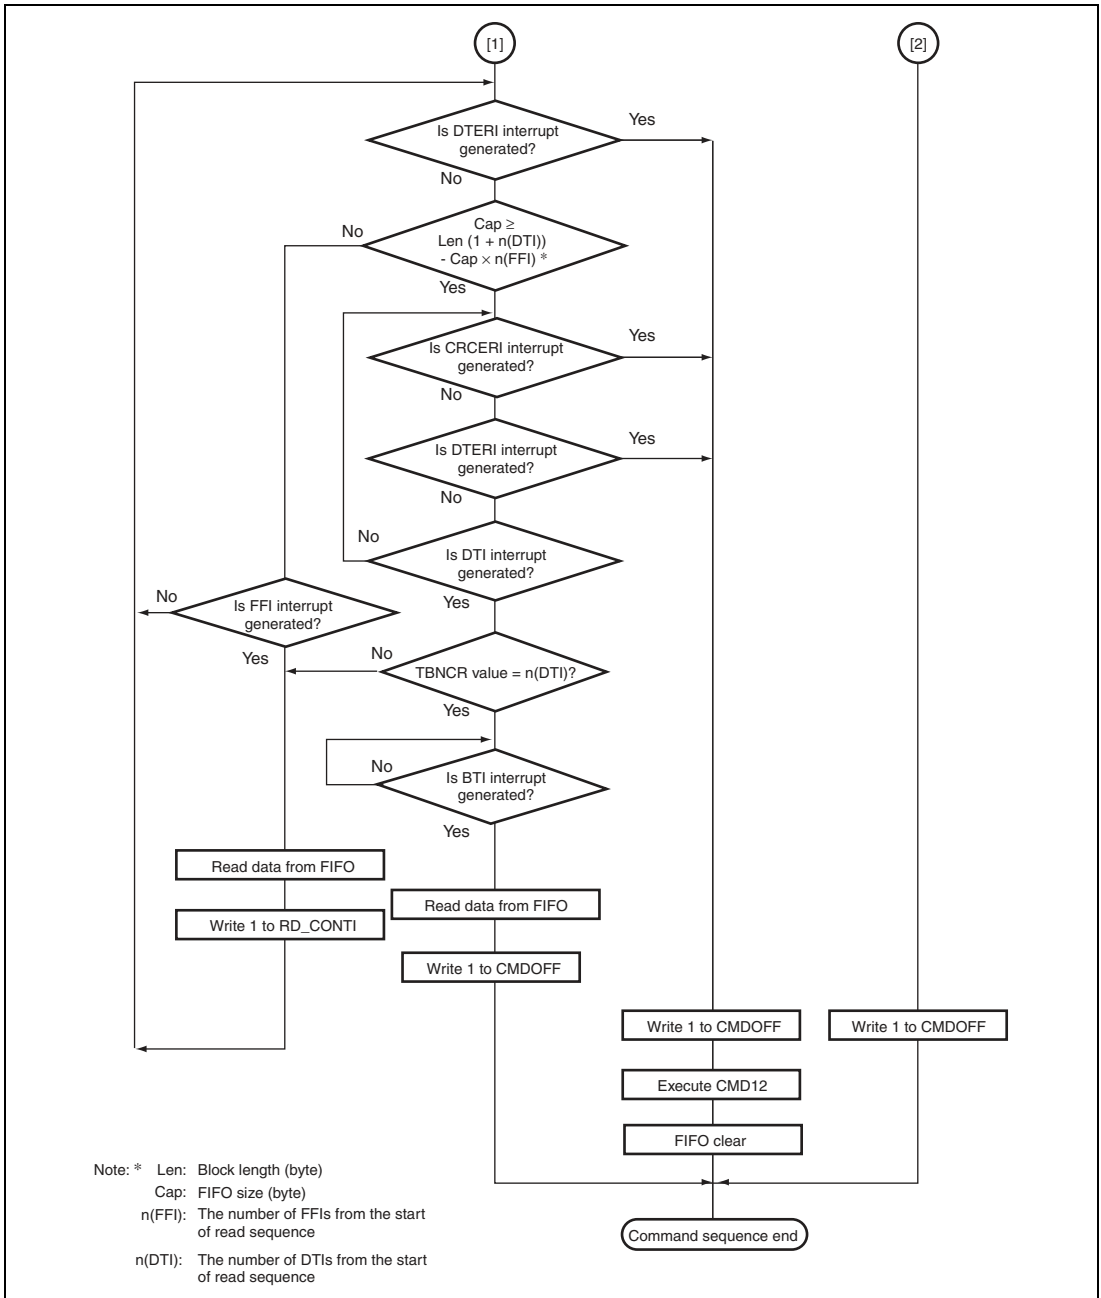 [1]
[2]
Is DTERI interrupt
generated?
Yes
No
Cap ≥
Len (1 + n(DTI))
- Cap × n(FFI) *
No
Yes
Is CRCERI interrupt
generated?
Yes
No
Is DTERI interrupt
generated?
Yes
No
Is DTI interrupt
generated?
No
Yes
Is FFI interrupt
generated?
No
Yes
TBNCR value = n(DTI)?
No
Yes
Is BTI interrupt
generated?
No
Yes
Read data from FIFO
Write 1 to RD_CONTI
Read data from FIFO
Write 1 to CMDOFF
Write 1 to CMDOFF
Execute CMD12
FIFO clear
Write 1 to CMDOFF
Command sequence end
Note: * Len: Block length (byte)
Cap: FIFO size (byte)
n(FFI): The number of FFIs from the start
of read sequence
n(DTI): The number of DTIs from the start
of read sequence